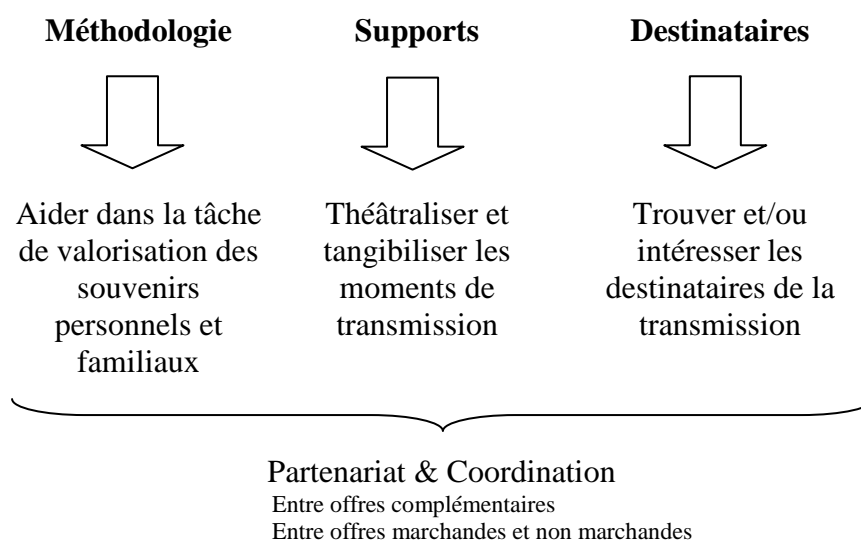 Méthodologie
Supports
Destinataires
Aider dans la tâche
de valorisation des
souvenirs
personnels et
familiaux
Théâtraliser et
tangibiliser les
moments de
transmission
Trouver et/ou
intéresser les
destinataires de la
transmission
Partenariat & Coordination
Entre offres complémentaires
Entre offres marchandes et non marchandes